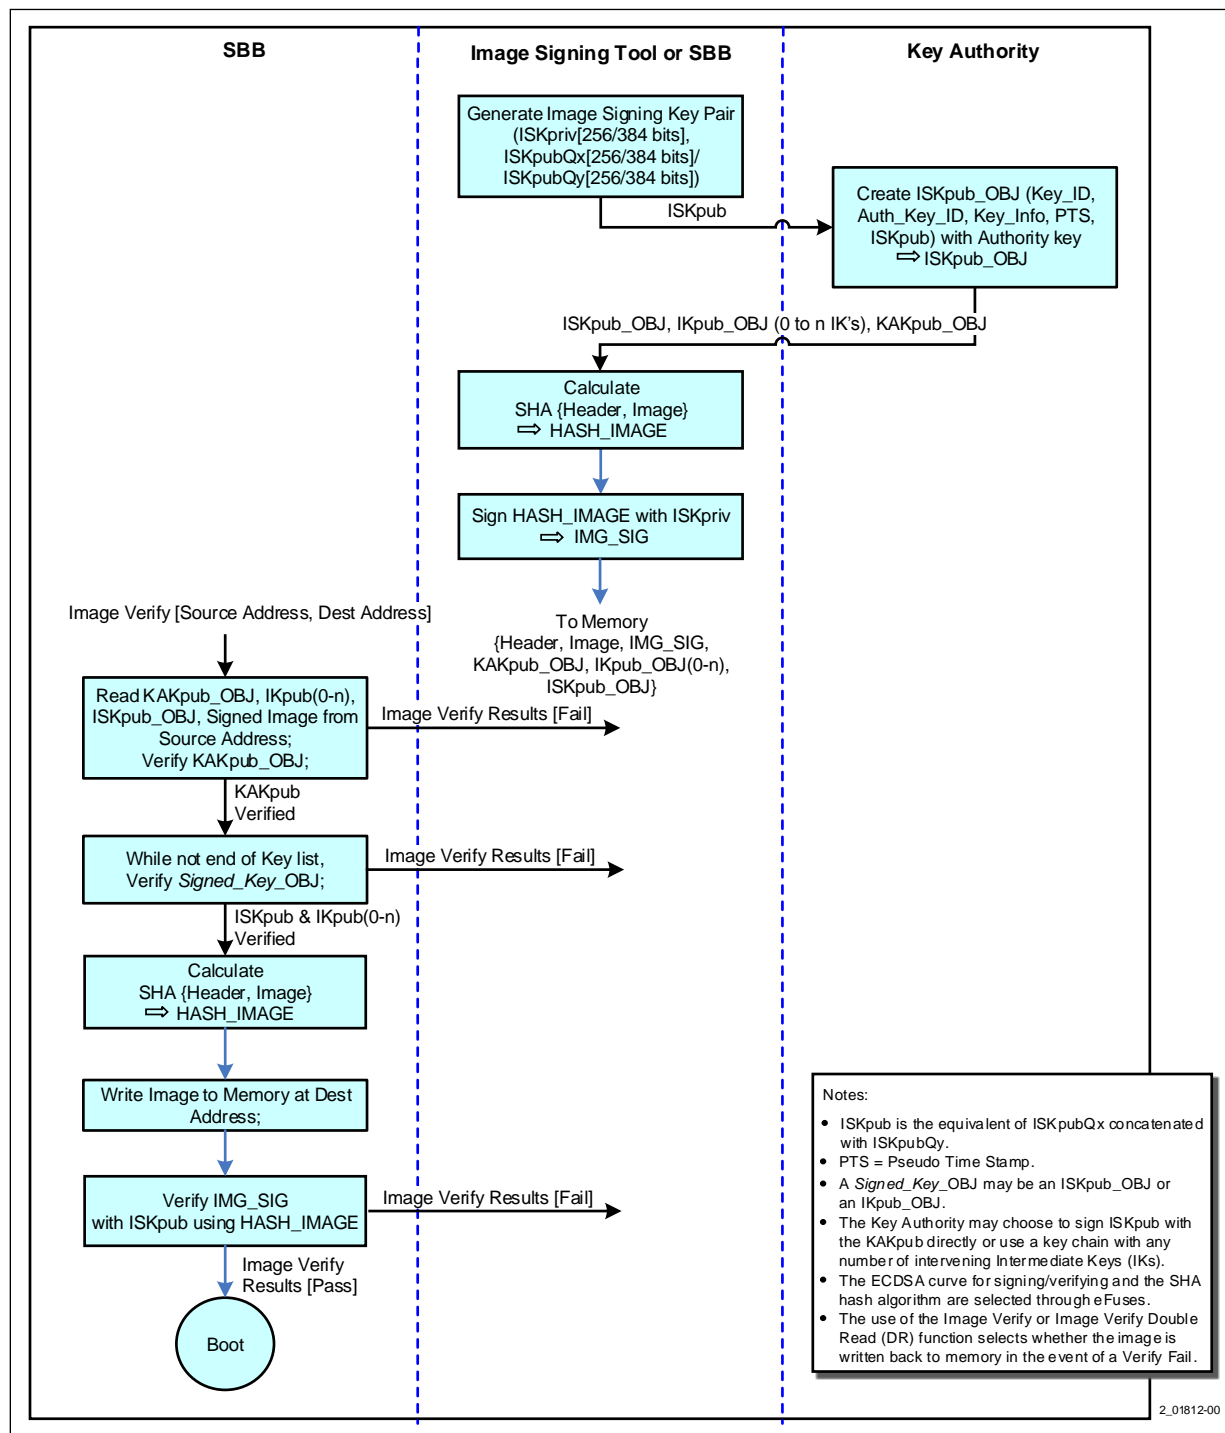 SBB
Image Signing Tool or SBB
Key Authority
Generate Image Signing Key Pair
(ISKpriv[256/384 bits],
ISKpubQx[256/384 bits]/
ISKpubQy[256/384 bits])
ISKpub
Create ISKpub_OBJ (Key_ID,
Auth_Key_ID, Key_Info, PTS,
ISKpub) with Authority key
⇒ ISKpub_OBJ
ISKpub_OBJ, IKpub_OBJ (0 to n IK's), KAKpub_OBJ
Calculate
SHA {Header, Image}
⇒ HASH_IMAGE
Sign HASH_IMAGE with ISKpriv
⇒ IMG_SIG
To Memory
{Header, Image, IMG_SIG,
KAKpub_OBJ, IKpub_OBJ(0-n),
ISKpub_OBJ}
Image Verify [Source Address, Dest Address]
Read KAKpub_OBJ, IKpub(0-n),
ISKpub_OBJ, Signed Image from
Source Address;
Verify KAKpub_OBJ;
Image Verify Results [Fail]
KAKpub
Verified
While not end of Key list,
Verify Signed_Key_OBJ;
Image Verify Results [Fail]
ISKpub & IKpub(0-n)
Verified
Calculate
SHA {Header, Image}
⇒ HASH_IMAGE
Write Image to Memory at Dest
Address;
Verify IMG_SIG
with ISKpub using HASH_IMAGE
Image Verify Results [Fail]
Image Verify
Results [Pass]
Boot
Notes:
• ISKpub is the equivalent of ISKpubQx concatenated
with ISKpubQy.
• PTS = Pseudo Time Stamp.
• A Signed_Key_OBJ may be an ISKpub_OBJ or
an IKpub_OBJ.
• The Key Authority may choose to sign ISKpub with
the KAKpub directly or use a key chain with any
number of intervening Intermediate Keys (IKs).
• The ECDSA curve for signing/verifying and the SHA
hash algorithm are selected through eFuses.
• The use of the Image Verify or Image Verify Double
Read (DR) function selects whether the image is
written back to memory in the event of a Verify Fail.
2_01812-00